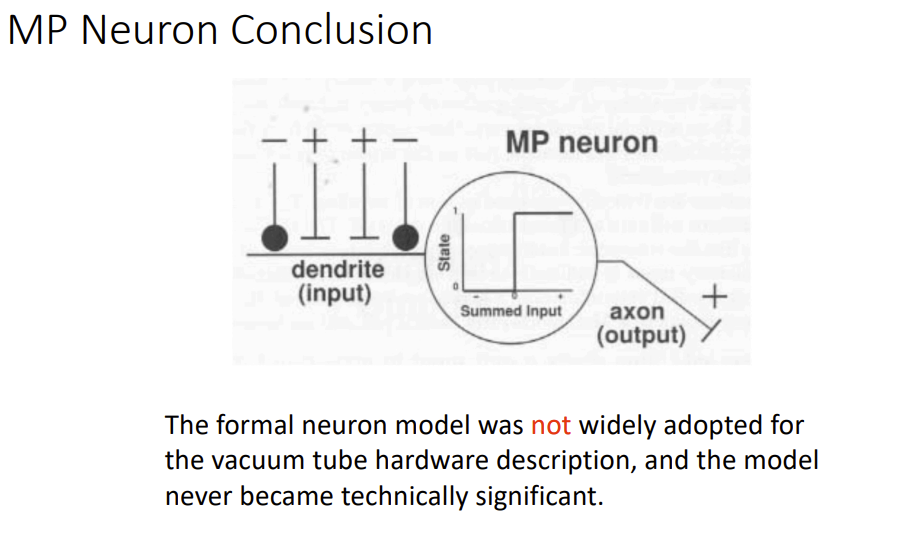 MP Neuron Conclusion
− + + −
MP neuron
1
State
0
− 0 +
Summed Input
dendrite
(input)
axon
(output)
+
The formal neuron model was not widely adopted for
the vacuum tube hardware description, and the model
never became technically significant.